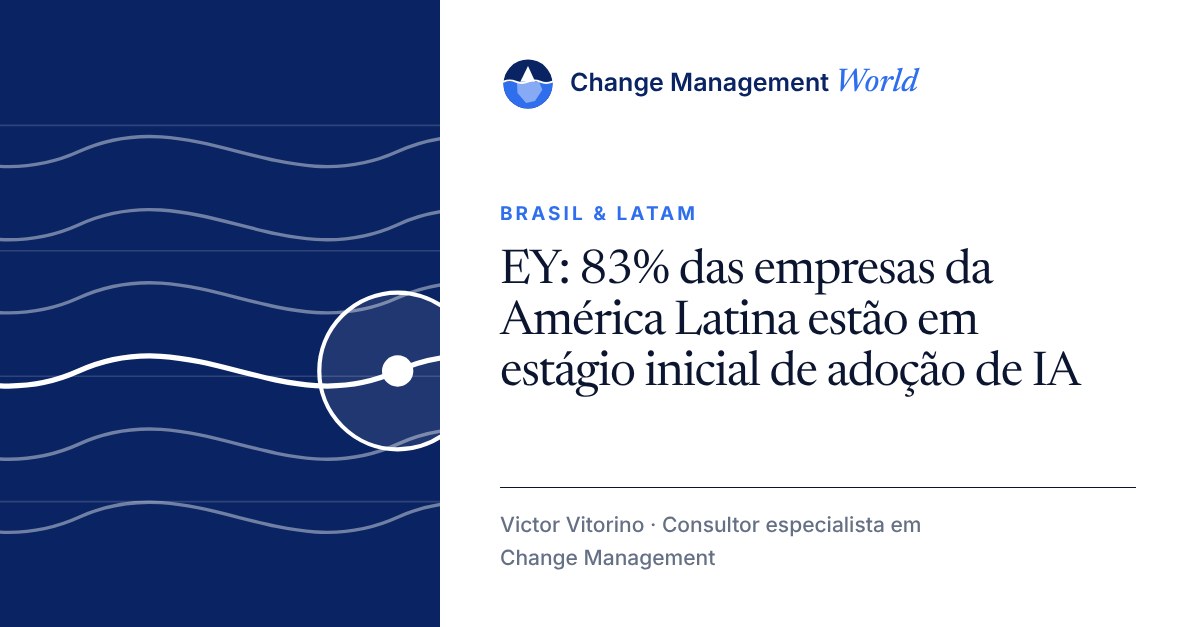 Change Management World
BRASIL & LATAM
EY: 83% das empresas da
América Latina estão em
estágio inicial de adoção de IA
Victor Vitorino · Consultor especialista em
Change Management